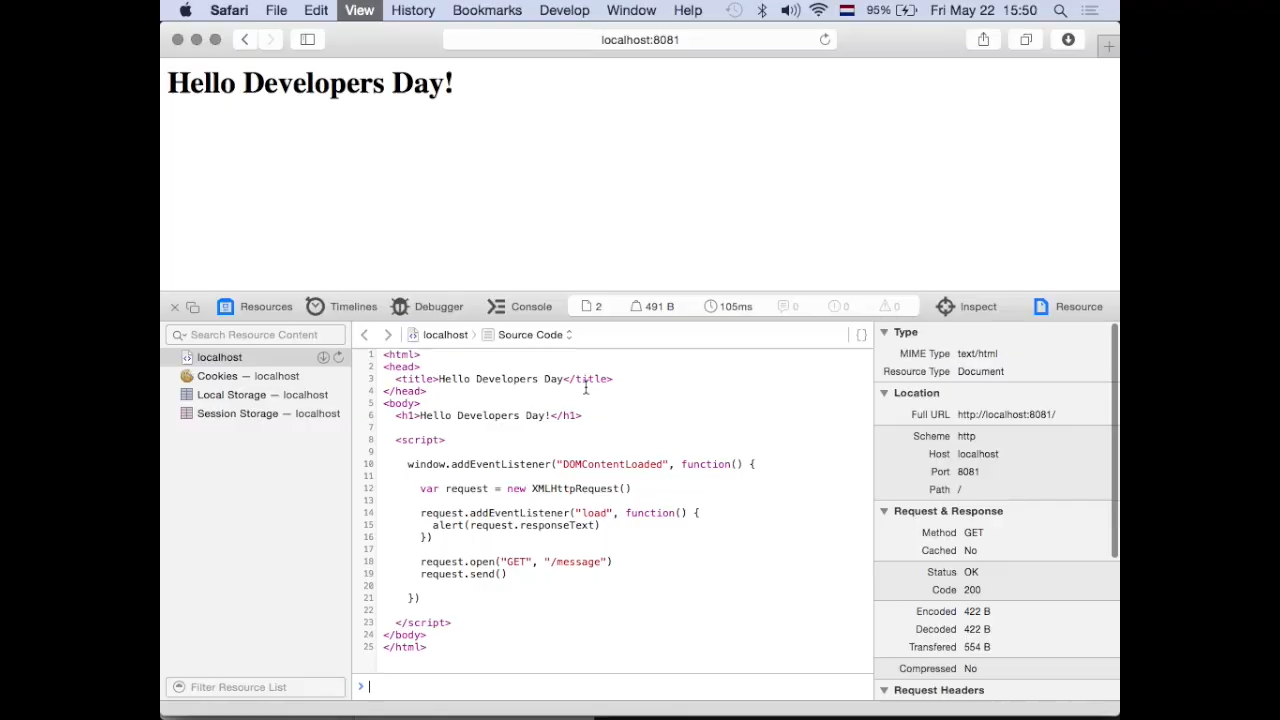 Safari File Edit View History Bookmarks Develop Window Help 95% Fri May 22 15:50
localhost:8081
Hello Developers Day!
Resources Timelines Debugger Console 2 491 B 105ms 0 0 0 Inspect Resource
Search Resource Content
localhost
Cookies — localhost
Local Storage — localhost
Session Storage — localhost
Filter Resource List
localhost Source Code {}
1 <html>
2 <head>
3 <title>Hello Developers Day</title>
4 </head>
5 <body>
6 <h1>Hello Developers Day!</h1>
7
8 <script>
9
10 window.addEventListener("DOMContentLoaded", function() {
11
12 var request = new XMLHttpRequest()
13
14 request.addEventListener("load", function() {
15 alert(request.responseText)
16 })
17
18 request.open("GET", "/message")
19 request.send()
20
21 })
22
23 </script>
24 </body>
25 </html>
>
Type
MIME Type text/html
Resource Type Document
Location
Full URL http://localhost:8081/
Scheme http
Host localhost
Port 8081
Path /
Request & Response
Method GET
Cached No
Status OK
Code 200
Encoded 422 B
Decoded 422 B
Transfered 554 B
Compressed No
Request Headers